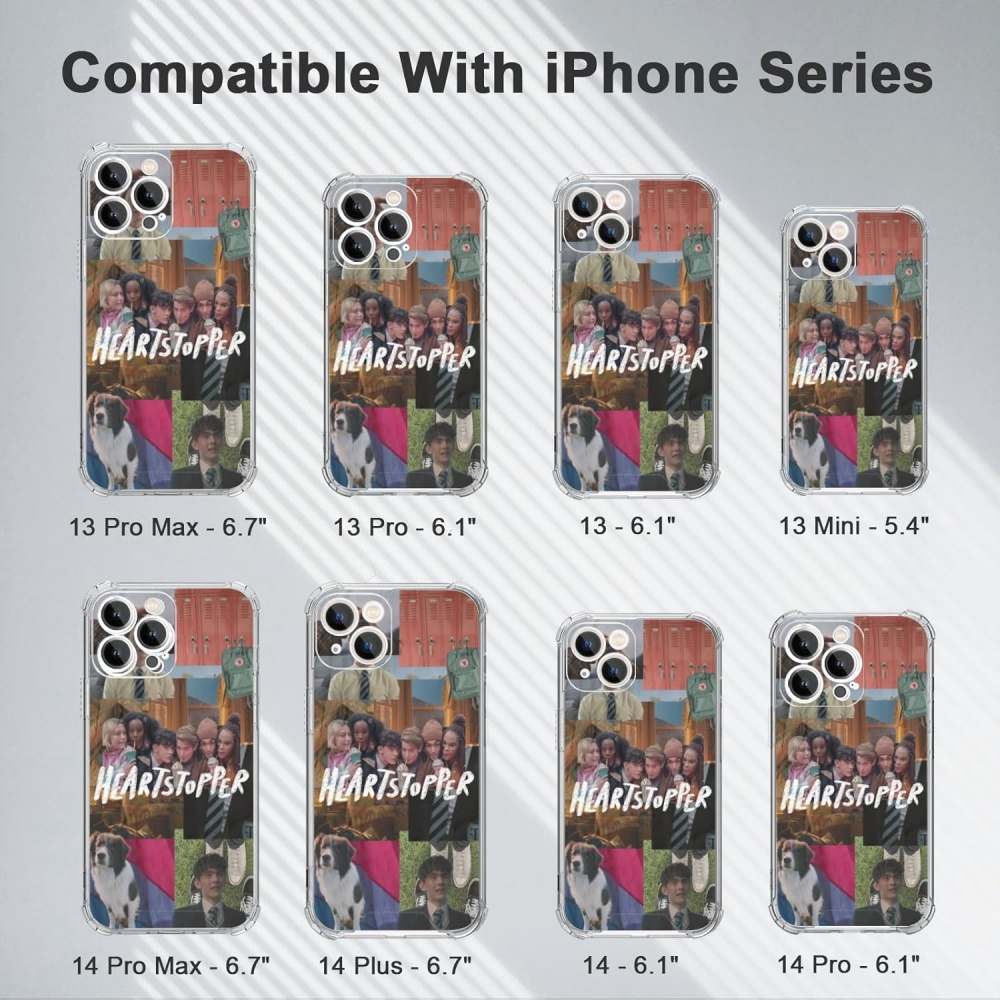 Compatible With iPhone Series
HEARTSTOPPER
HEARTSTOPPER
HEARTSTOPPER
HEARTSTOPPER
13 Pro Max - 6.7"
13 Pro - 6.1"
13 - 6.1"
13 Mini - 5.4"
HEARTSTOPPER
HEARTSTOPPER
HEARTSTOPPER
HEARTSTOPPER
14 Pro Max - 6.7"
14 Plus - 6.7"
14 - 6.1"
14 Pro - 6.1"